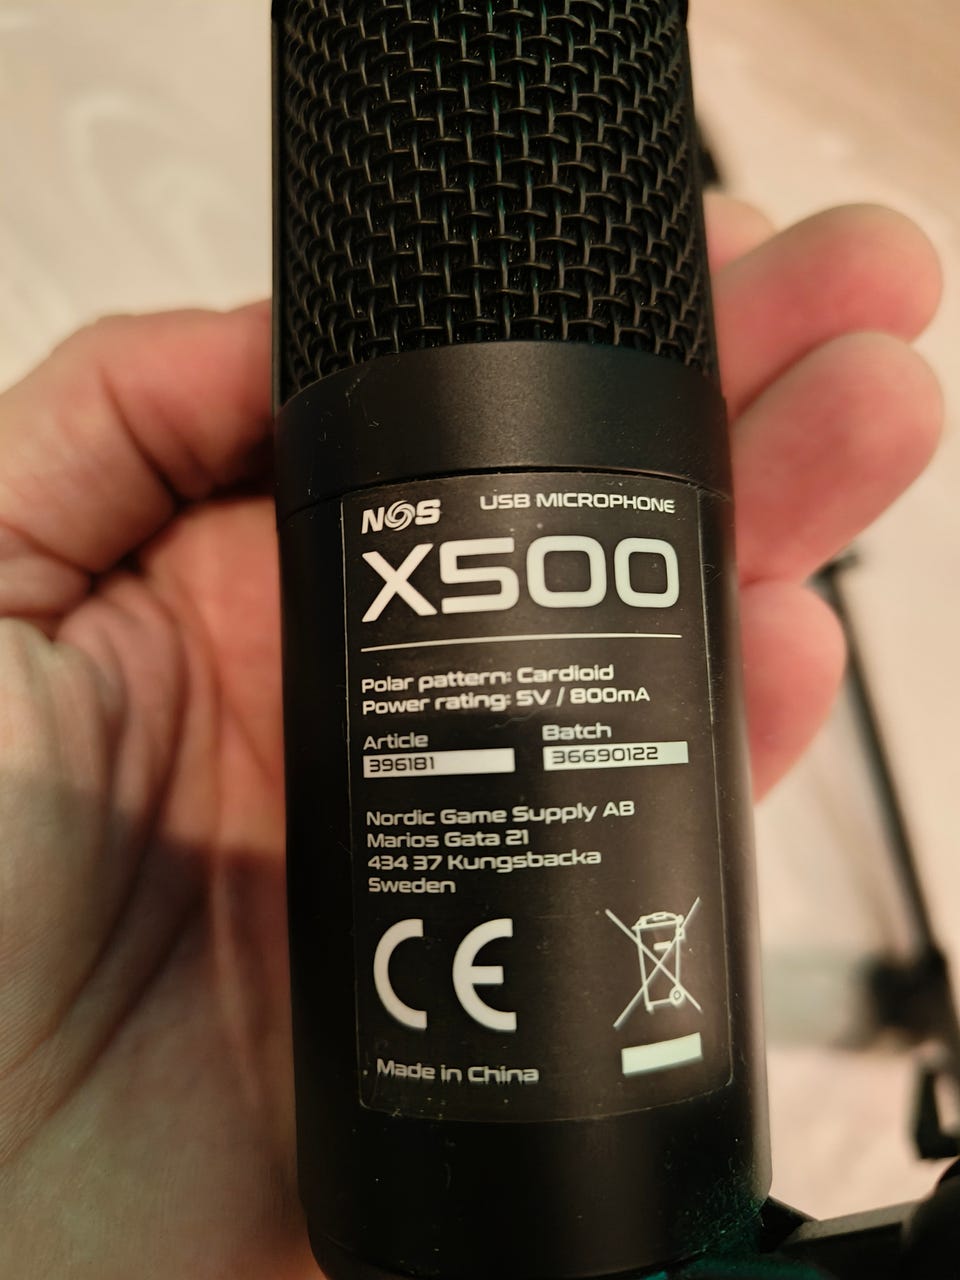 NOS USB MICROPHONE
X500
Polar pattern: Cardioid
Power rating: 5V / 800mA
Article Batch
396181 36690122
Nordic Game Supply AB
Marios Gata 21
434 37 Kungsbacka
Sweden
CE
Made in China